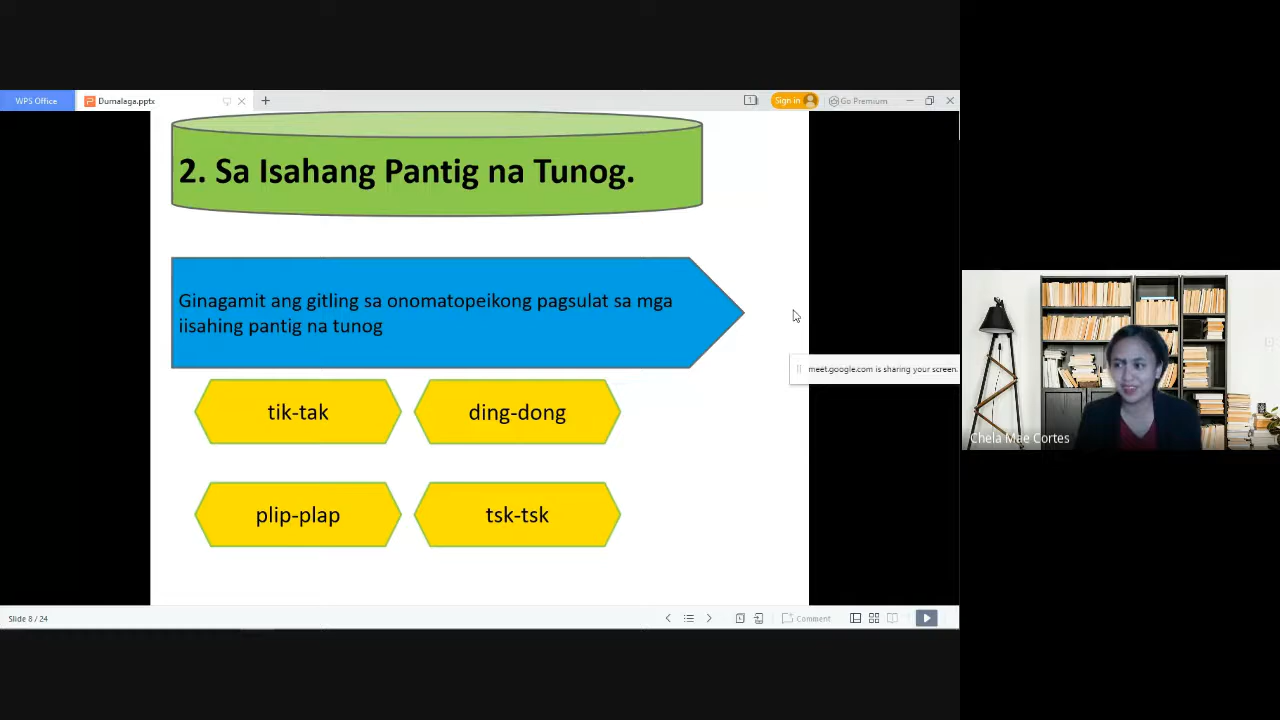 WPS Office
Dumalaga.pptx
1
Sign in
Go Premium
2. Sa Isahang Pantig na Tunog.
Ginagamit ang gitling sa onomatopeikong pagsulat sa mga
iisahing pantig na tunog
meet.google.com is sharing your screen.
tik-tak
ding-dong
plip-plap
tsk-tsk
Chela Mae Cortes
Slide 8 / 24
Comment